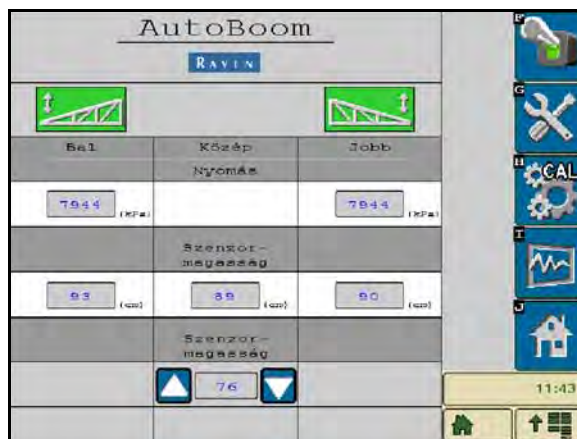 AutoBoom
RAVEN
Bal Közép Jobb
Nyomás
7944 (kPa) 7944 (kPa)
Szenzor-
magasság
93 (cm) 89 (cm) 90 (cm)
Szenzor-
magasság
76
F
G
H
CAL
I
J
11:43